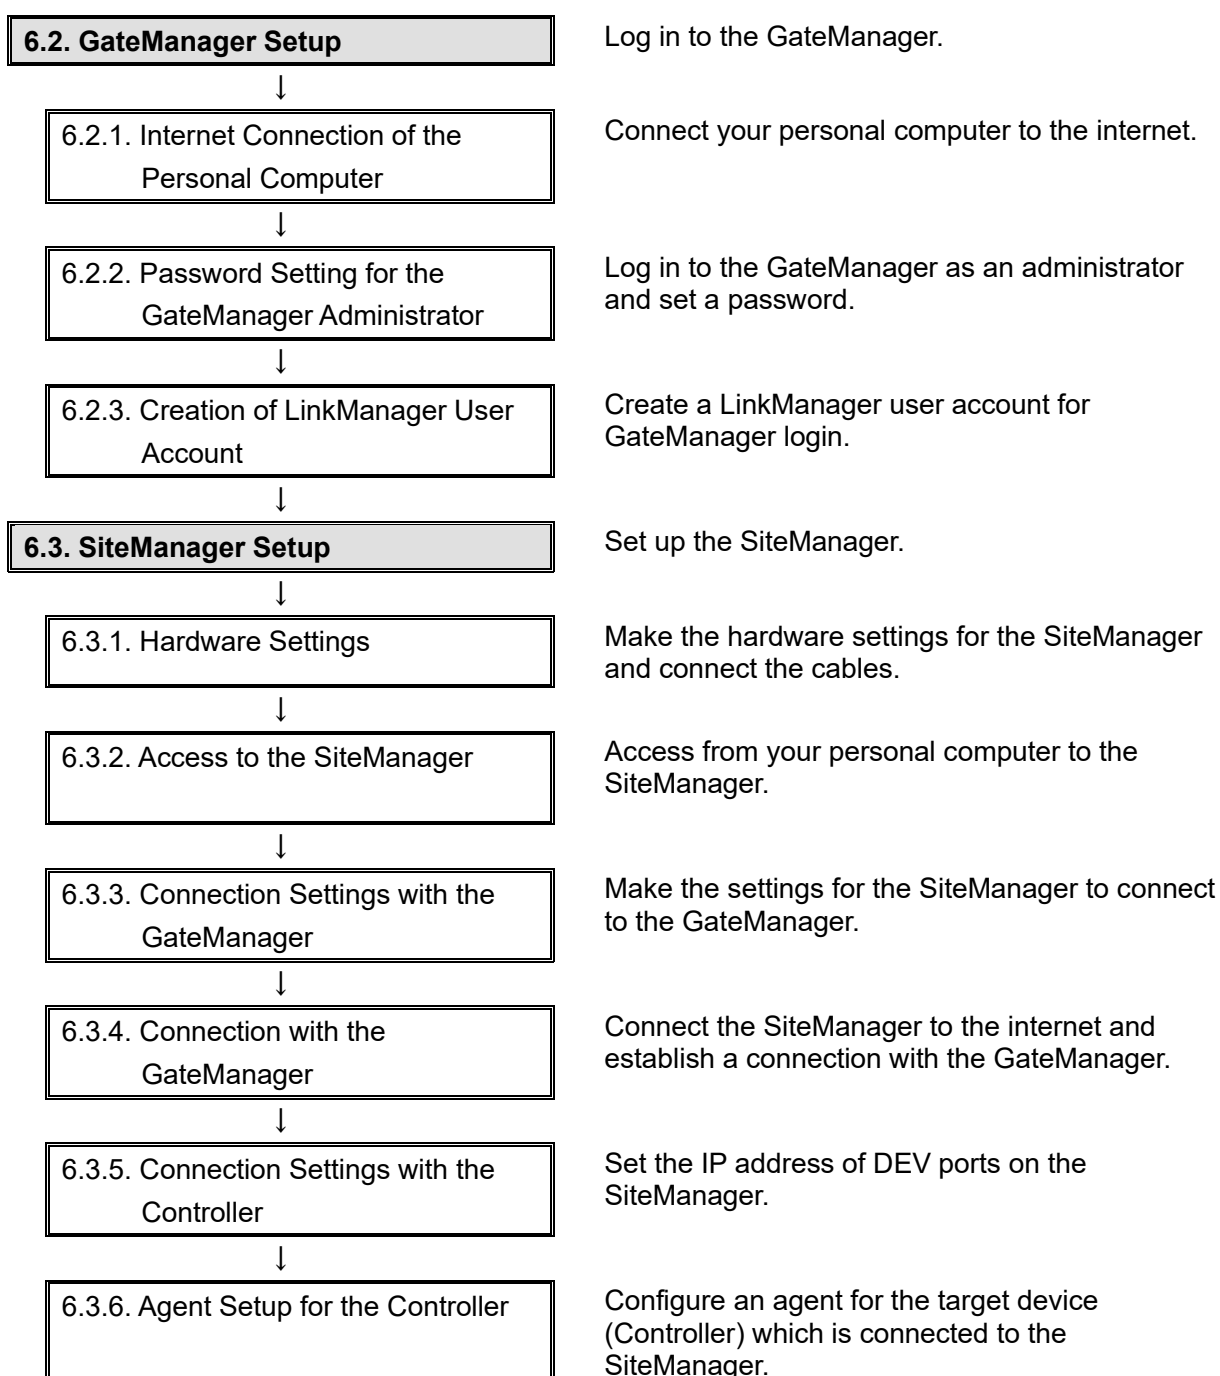 6.2. GateManager Setup
Log in to the GateManager.
↓
6.2.1. Internet Connection of the
Personal Computer
Connect your personal computer to the internet.
↓
6.2.2. Password Setting for the
GateManager Administrator
Log in to the GateManager as an administrator
and set a password.
↓
6.2.3. Creation of LinkManager User
Account
Create a LinkManager user account for
GateManager login.
↓
6.3. SiteManager Setup
Set up the SiteManager.
↓
6.3.1. Hardware Settings
Make the hardware settings for the SiteManager
and connect the cables.
↓
6.3.2. Access to the SiteManager
Access from your personal computer to the
SiteManager.
↓
6.3.3. Connection Settings with the
GateManager
Make the settings for the SiteManager to connect
to the GateManager.
↓
6.3.4. Connection with the
GateManager
Connect the SiteManager to the internet and
establish a connection with the GateManager.
↓
6.3.5. Connection Settings with the
Controller
Set the IP address of DEV ports on the
SiteManager.
↓
6.3.6. Agent Setup for the Controller
Configure an agent for the target device
(Controller) which is connected to the
SiteManager.